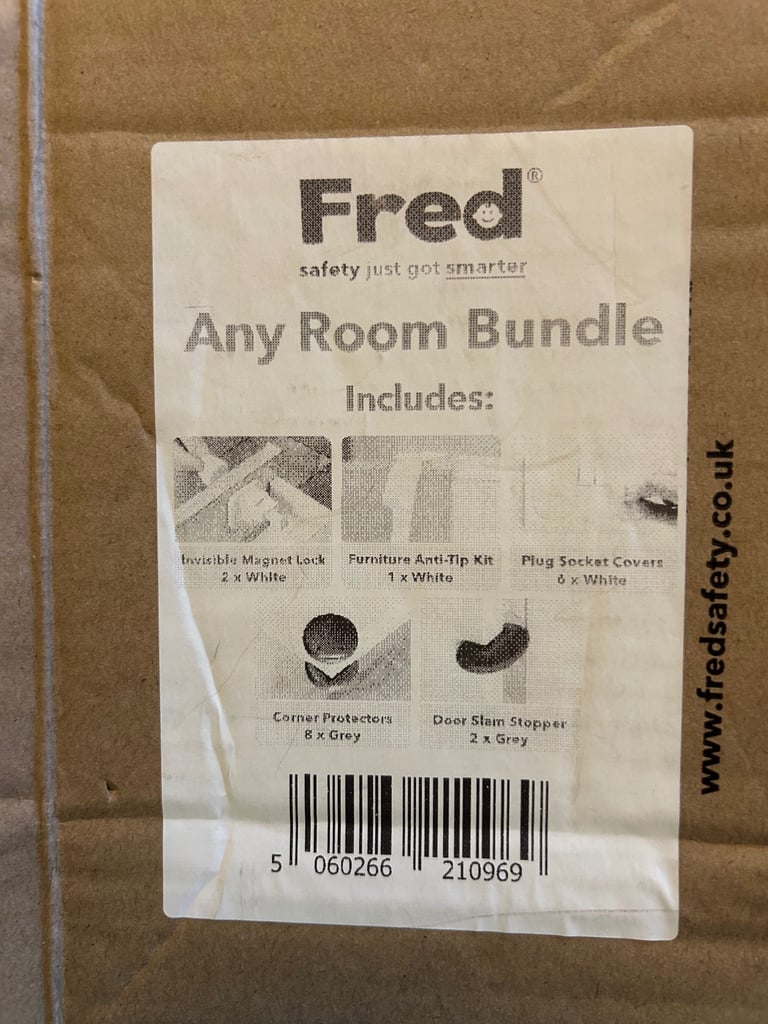 Fred®
safety just got smarter
Any Room Bundle
Includes:
Invisible Magnet Lock
2 x White
Furniture Anti-Tip Kit
1 x White
Plug Socket Covers
6 x White
Corner Protectors
8 x Grey
Door Slam Stopper
2 x Grey
5 060266 210969
www.fredsafety.co.uk